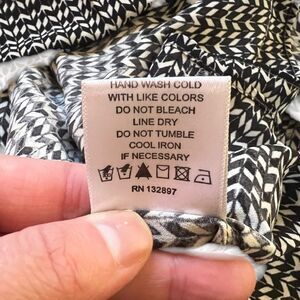 HAND WASH COLD
WITH LIKE COLORS
DO NOT BLEACH
LINE DRY
DO NOT TUMBLE
COOL IRON
IF NECESSARY
RN 132897